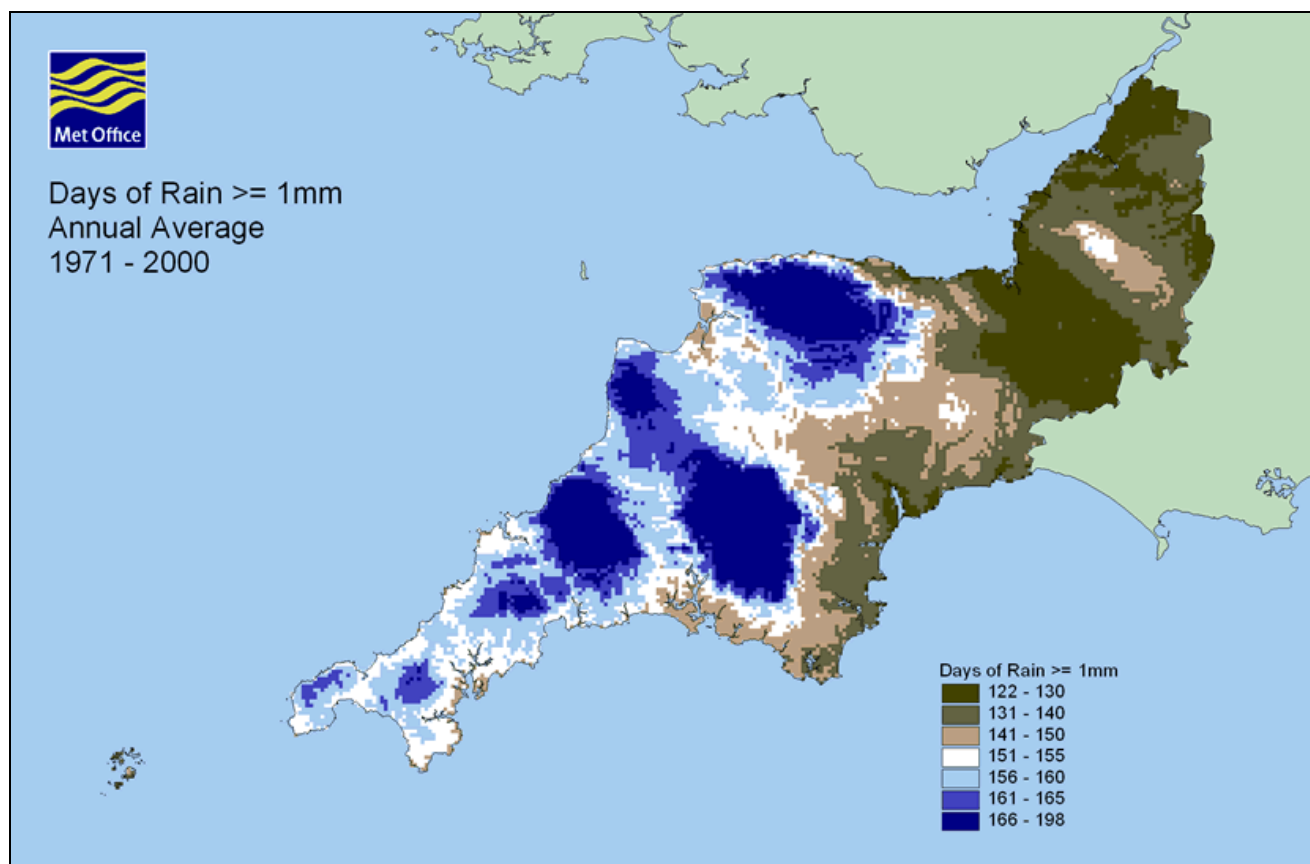 Met Office
Days of Rain >= 1mm
Annual Average
1971 - 2000
Days of Rain >= 1mm
122 - 130
131 - 140
141 - 150
151 - 155
156 - 160
161 - 165
166 - 198